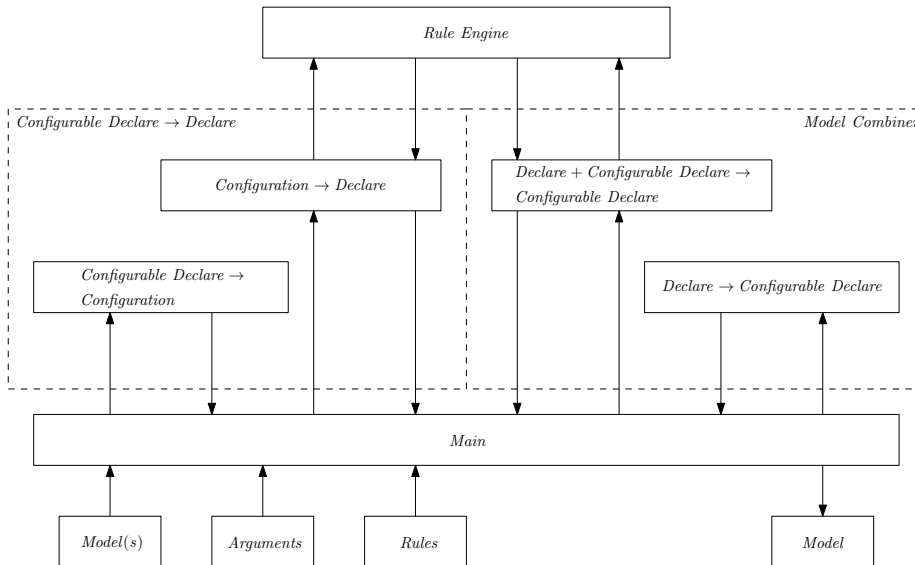 Rule Engine
Configurable Declare → Declare
Model Combiner
Configuration → Declare
Declare + Configurable Declare →
Configurable Declare
Configurable Declare →
Configuration
Declare → Configurable Declare
Main
Model(s)
Arguments
Rules
Model